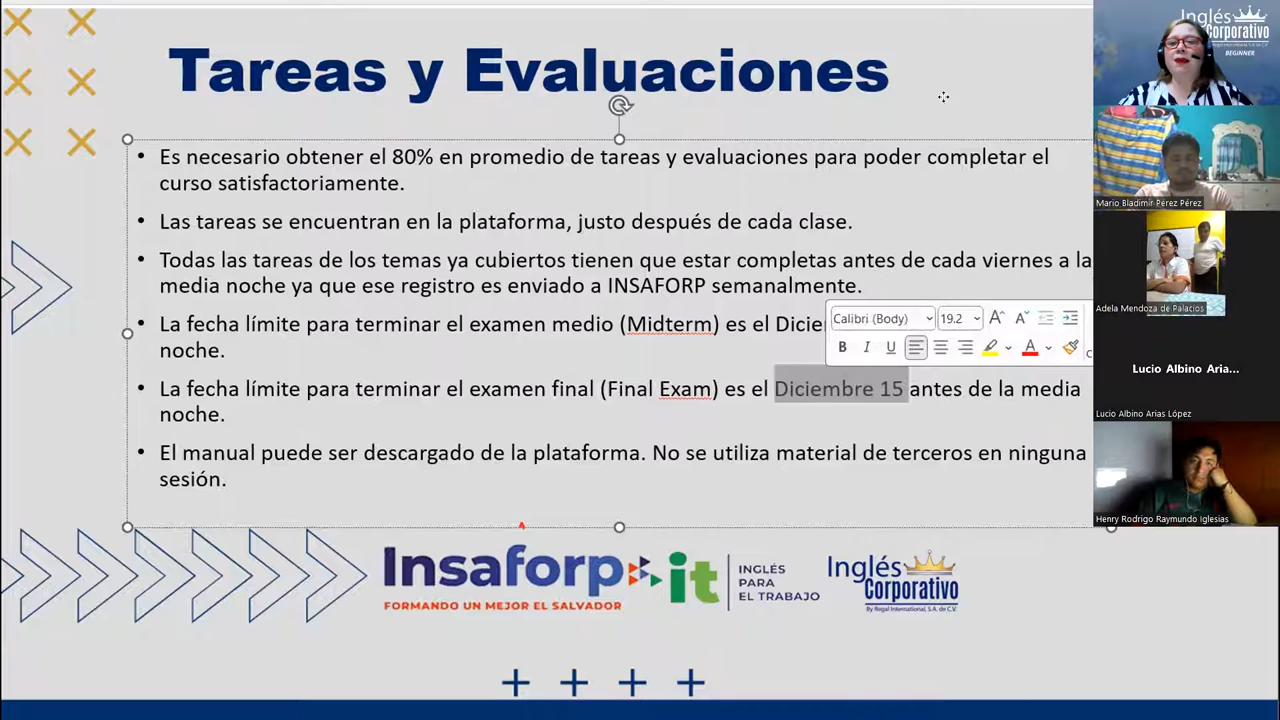 Tareas y Evaluaciones
• Es necesario obtener el 80% en promedio de tareas y evaluaciones para poder completar el
curso satisfactoriamente.
• Las tareas se encuentran en la plataforma, justo después de cada clase.
• Todas las tareas de los temas ya cubiertos tienen que estar completas antes de cada viernes a la
media noche ya que ese registro es enviado a INSAFORP semanalmente.
• La fecha límite para terminar el examen medio (Midterm) es el Dicie
noche.
Calibri (Body) 19.2 A A
B I U A
• La fecha límite para terminar el examen final (Final Exam) es el Diciembre 15 antes de la media
noche.
• El manual puede ser descargado de la plataforma. No se utiliza material de terceros en ninguna
sesión.
Insaforp
FORMANDO UN MEJOR EL SALVADOR
it
INGLÉS
PARA
EL TRABAJO
Inglés
Corporativo
By Regal International, S.A. de C.V.
Inglés
Corporativo
BEGINNER
Mario Bladimir Pérez Pérez
Adela Mendoza de Palacios
Lucio Albino Aria...
Lucio Albino Arias López
Henry Rodrigo Raymundo Iglesias